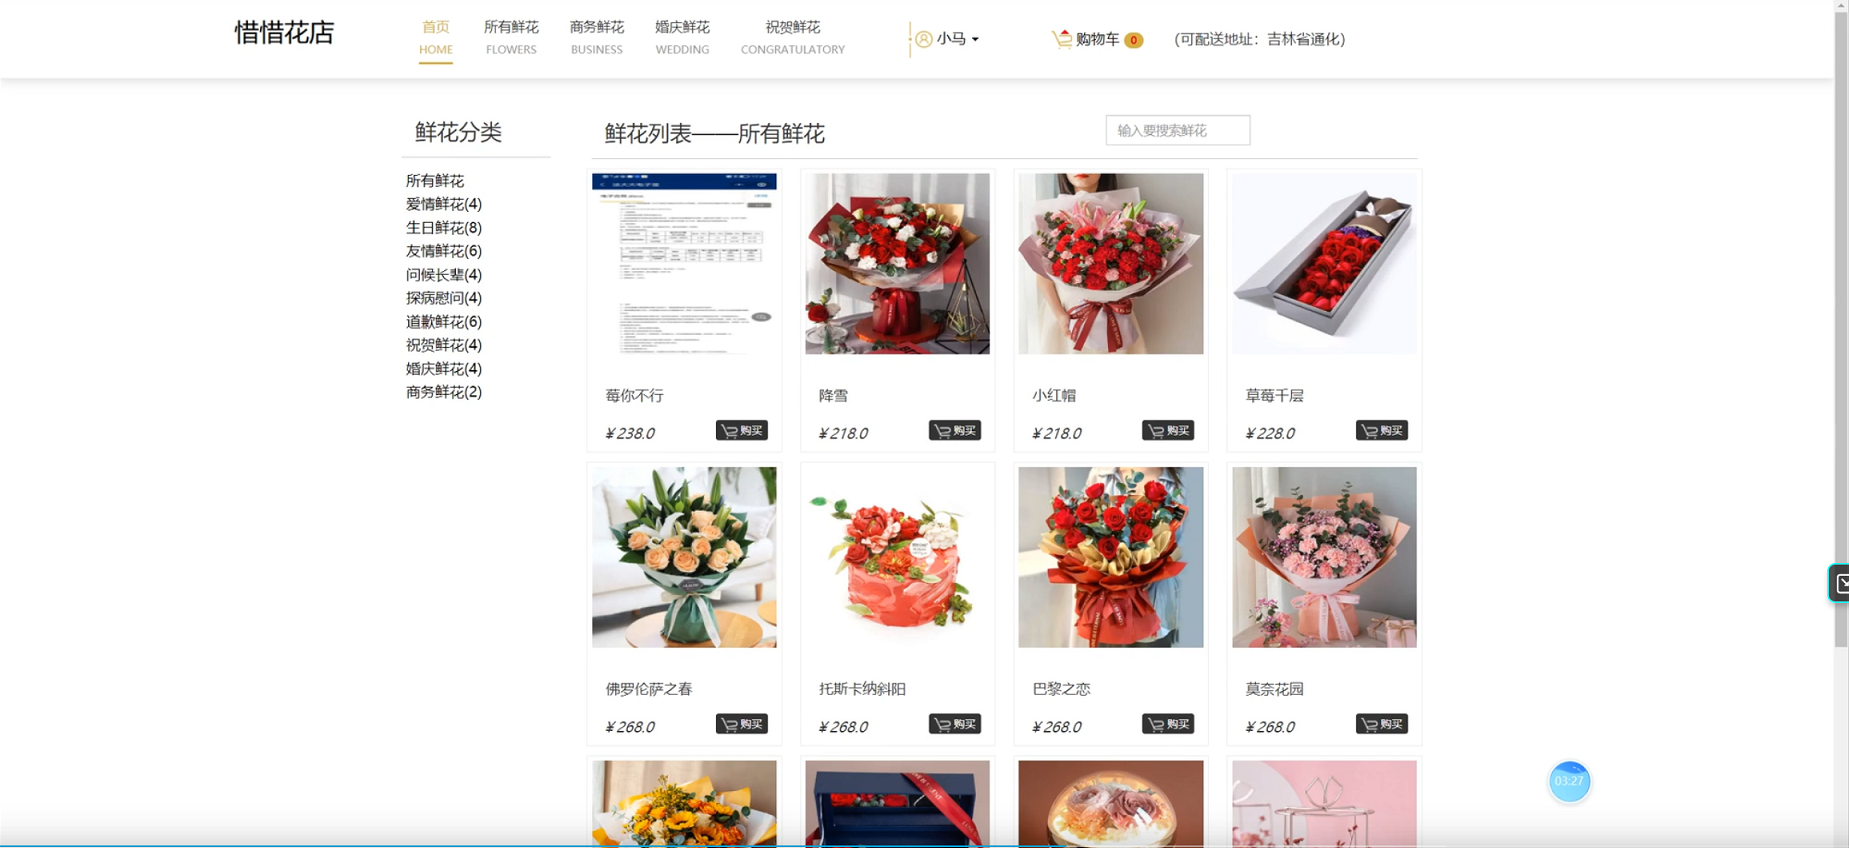 惜惜花店
首页 所有鲜花 商务鲜花 婚庆鲜花 祝贺鲜花
HOME FLOWERS BUSINESS WEDDING CONGRATULATORY
小马
购物车 0
(可配送地址：吉林省通化)
鲜花分类
所有鲜花
爱情鲜花(4)
生日鲜花(8)
友情鲜花(6)
问候长辈(4)
探病慰问(4)
道歉鲜花(6)
祝贺鲜花(4)
婚庆鲜花(4)
商务鲜花(2)
鲜花列表——所有鲜花
输入要搜索鲜花
莓你不行 降雪 小红帽 草莓千层
¥238.0 购买 ¥218.0 购买 ¥218.0 购买 ¥228.0 购买
佛罗伦萨之春 托斯卡纳斜阳 巴黎之恋 莫奈花园
¥268.0 购买 ¥268.0 购买 ¥268.0 购买 ¥268.0 购买
03:27